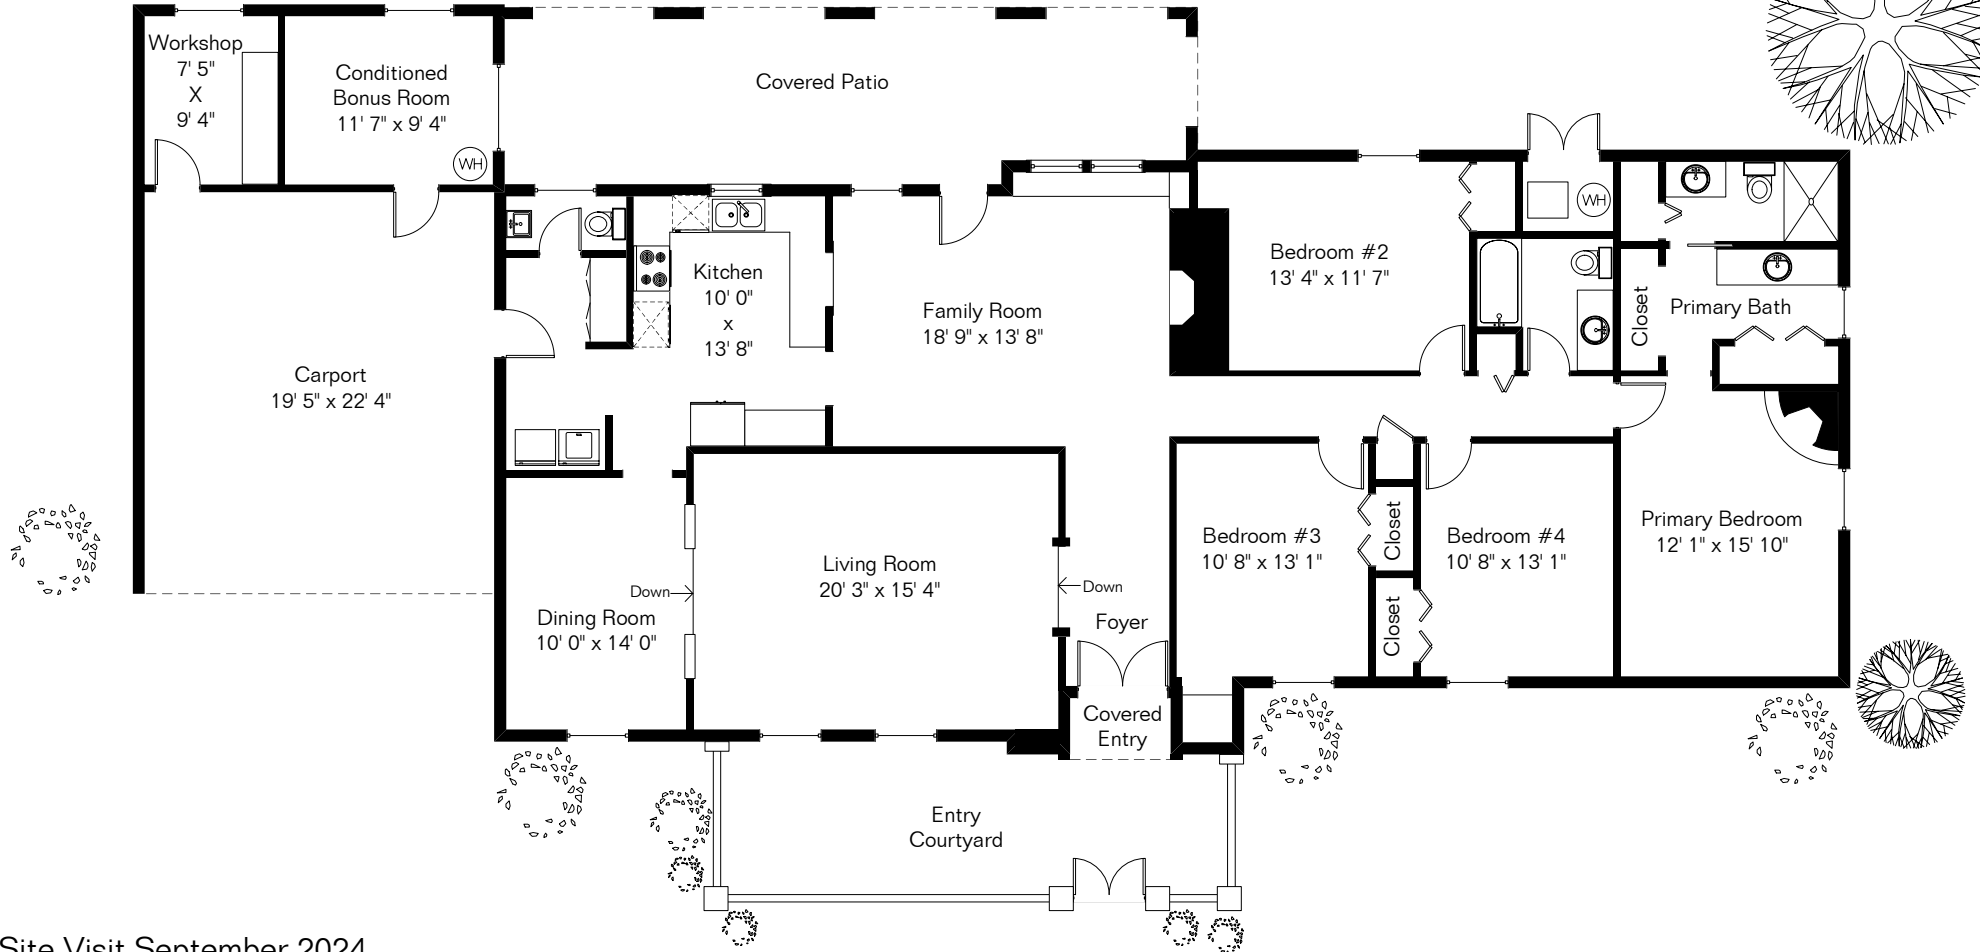 Workshop
7' 5"
X
9' 4"
Conditioned
Bonus Room
11' 7" x 9' 4"
WH
Covered Patio
WH
Bedroom #2
13' 4" x 11' 7"
Kitchen
10' 0"
x
13' 8"
Family Room
18' 9" x 13' 8"
Closet
Primary Bath
Carport
19' 5" x 22' 4"
Living Room
20' 3" x 15' 4"
Down
Down
Dining Room
10' 0" x 14' 0"
Foyer
Bedroom #3
10' 8" x 13' 1"
Closet
Closet
Bedroom #4
10' 8" x 13' 1"
Primary Bedroom
12' 1" x 15' 10"
Covered
Entry
Entry
Courtyard
Site Visit September 2024